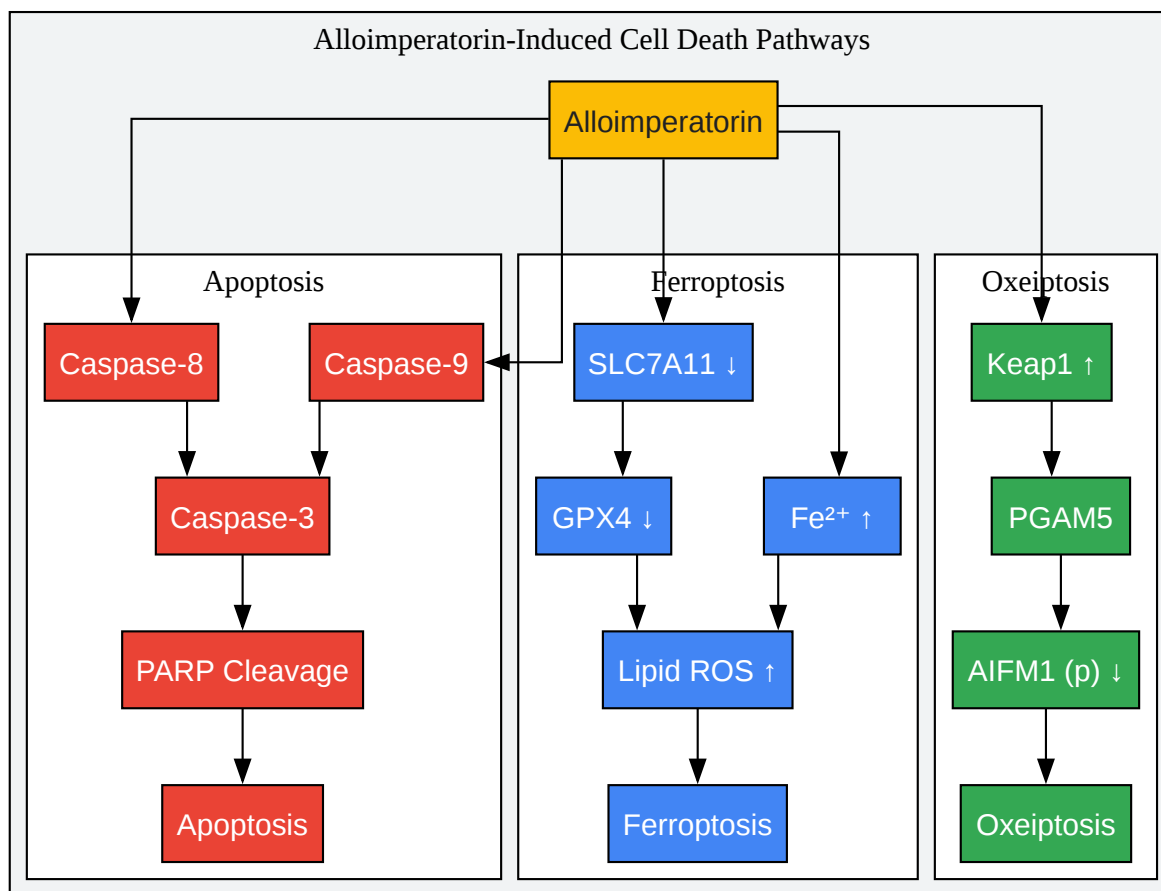 Alloimperatorin-Induced Cell Death Pathways
Alloimperatorin
Apoptosis
Caspase-8
Caspase-9
Caspase-3
PARP Cleavage
Apoptosis
Ferroptosis
SLC7A11 ↓
GPX4 ↓
Fe²⁺ ↑
Lipid ROS ↑
Ferroptosis
Oxeiptosis
Keap1 ↑
PGAM5
AIFM1 (p) ↓
Oxeiptosis